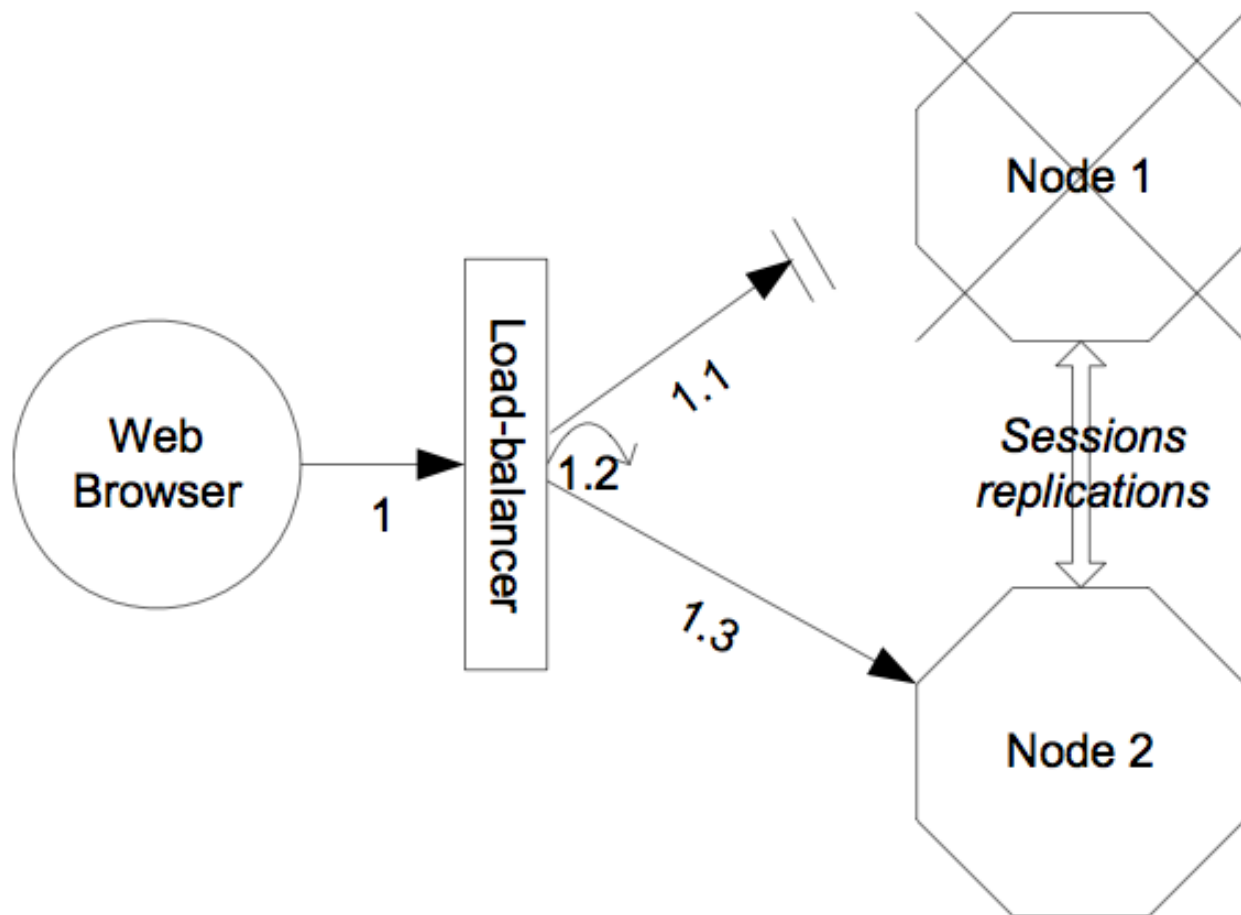 Node 1
Load-balancer
1.1
Web
Browser
1
1.2
Sessions
replications
1.3
Node 2